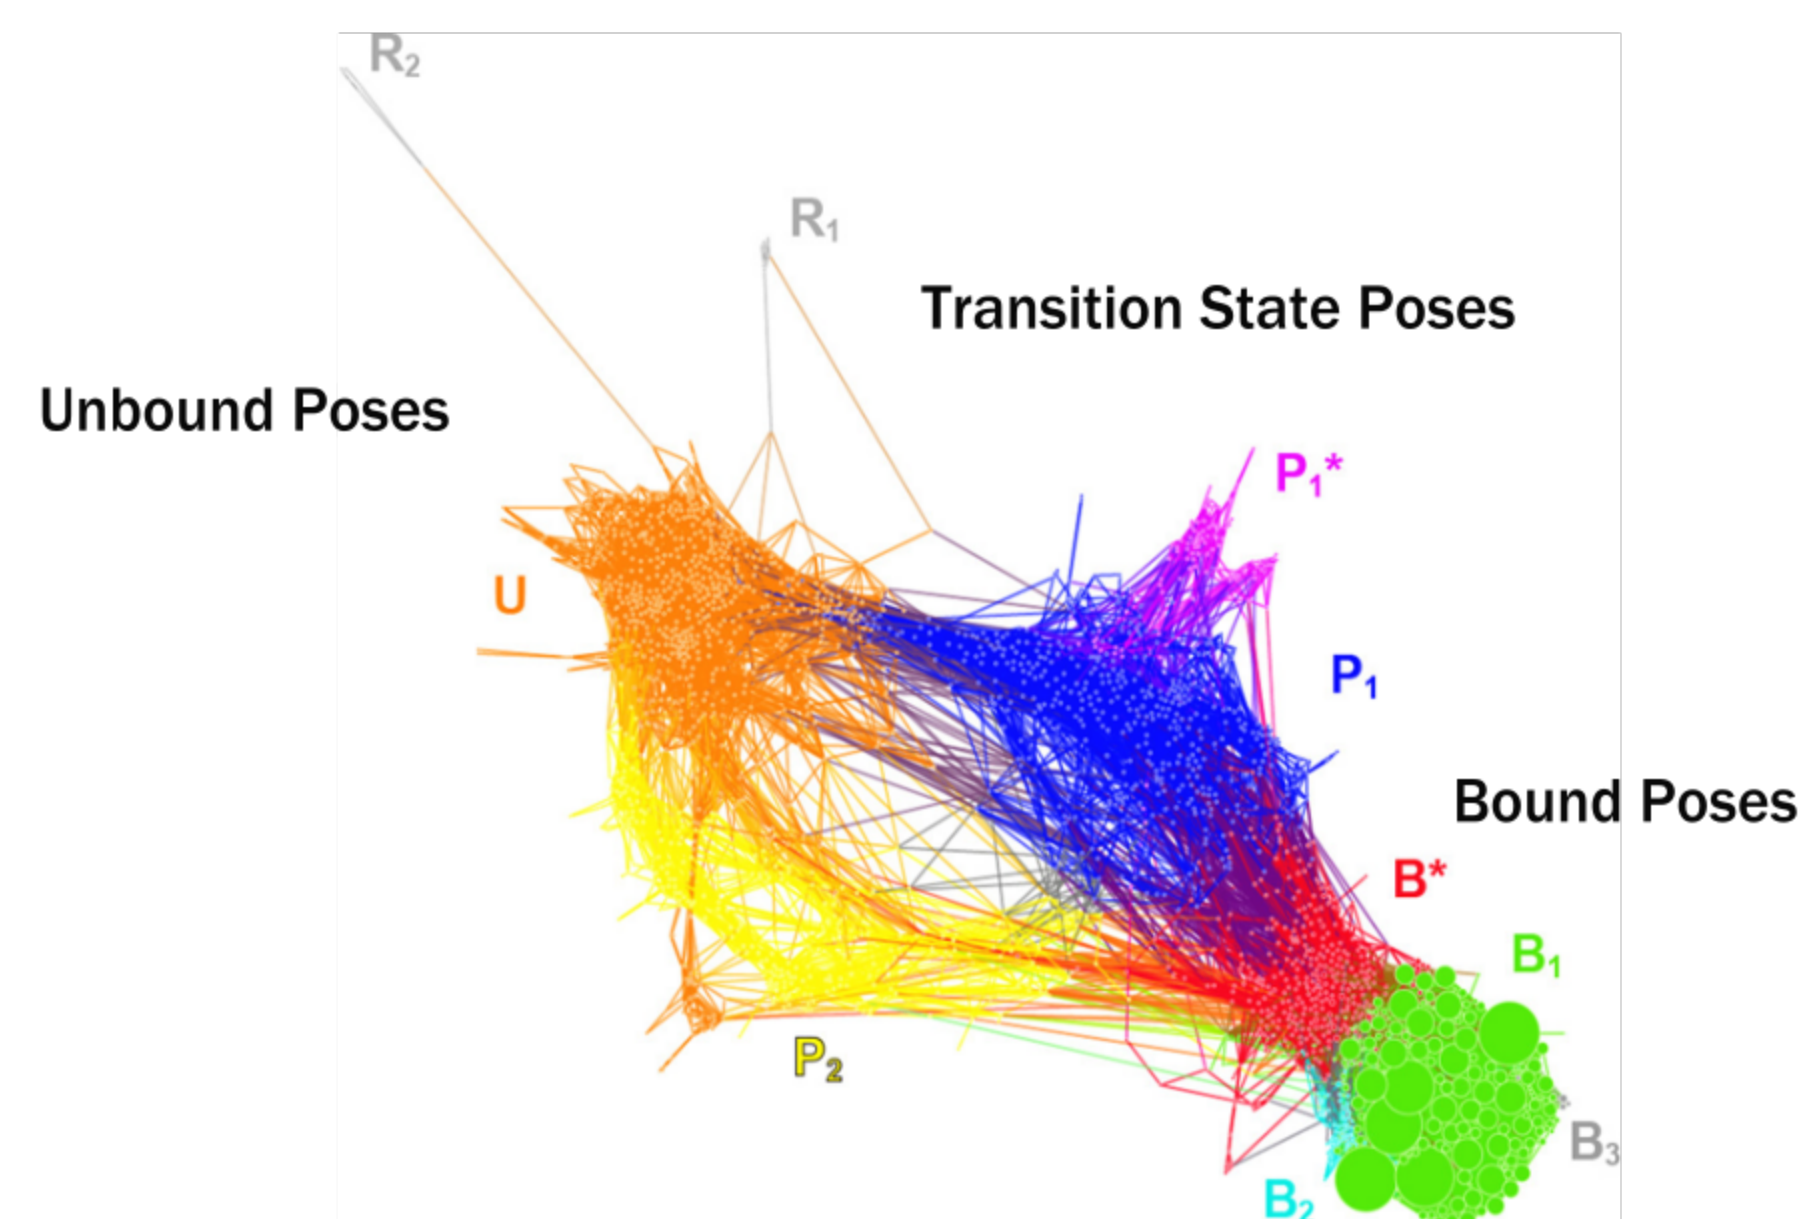 R₂
R₁
Transition State Poses
Unbound Poses
P₁*
U
P₁
Bound Poses
B*
B₁
P₂
B₃
B₂